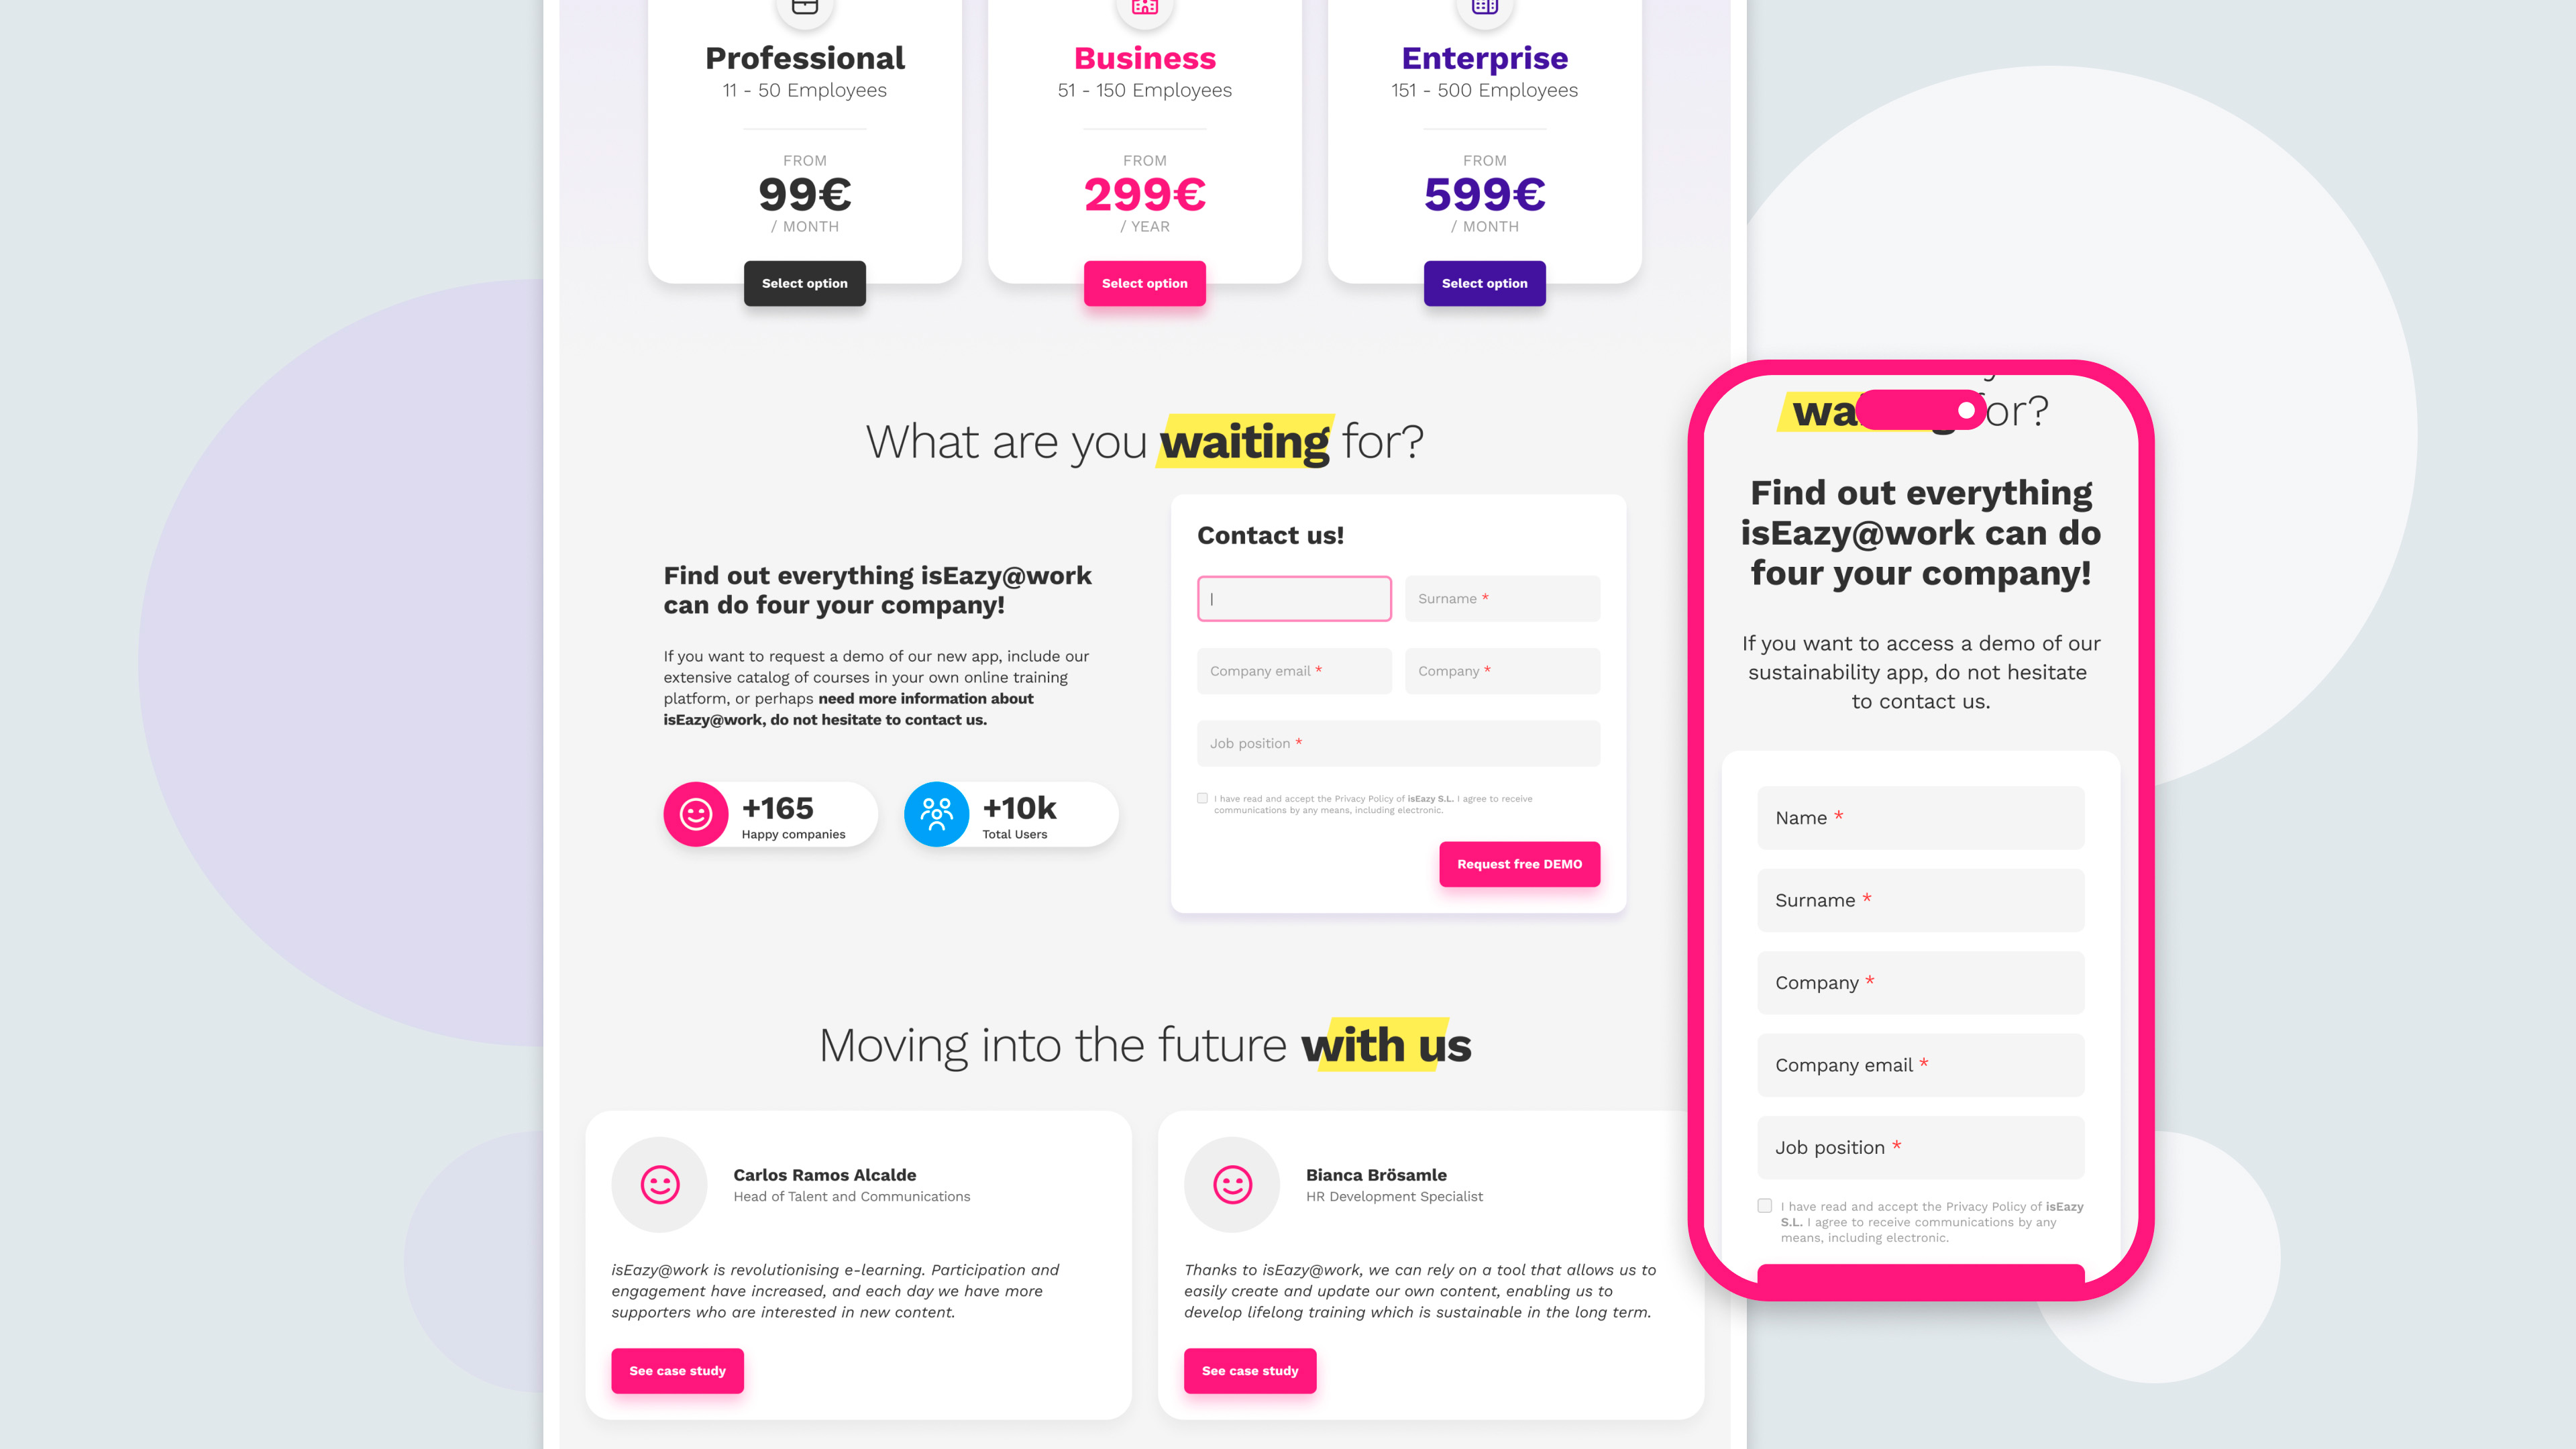 Professional
11 - 50 Employees
FROM
99€
/ MONTH
Select option
Business
51 - 150 Employees
FROM
299€
/ YEAR
Select option
Enterprise
151 - 500 Employees
FROM
599€
/ MONTH
Select option
What are you waiting for?
Find out everything isEazy@work
can do four your company!
If you want to request a demo of our new app, include our
extensive catalog of courses in your own online training
platform, or perhaps need more information about
isEazy@work, do not hesitate to contact us.
+165
Happy companies
+10k
Total Users
Contact us!
Surname *
Company email *
Company *
Job position *
I have read and accept the Privacy Policy of isEazy S.L. I agree to receive
communications by any means, including electronic.
Request free DEMO
Moving into the future with us
Carlos Ramos Alcalde
Head of Talent and Communications
isEazy@work is revolutionising e-learning. Participation and
engagement have increased, and each day we have more
supporters who are interested in new content.
See case study
Bianca Brösamle
HR Development Specialist
Thanks to isEazy@work, we can rely on a tool that allows us to
easily create and update our own content, enabling us to
develop lifelong training which is sustainable in the long term.
See case study
Find out everything
isEazy@work can do
four your company!
If you want to access a demo of our
sustainability app, do not hesitate
to contact us.
Name *
Surname *
Company *
Company email *
Job position *
I have read and accept the Privacy Policy of isEazy
S.L. I agree to receive communications by any
means, including electronic.